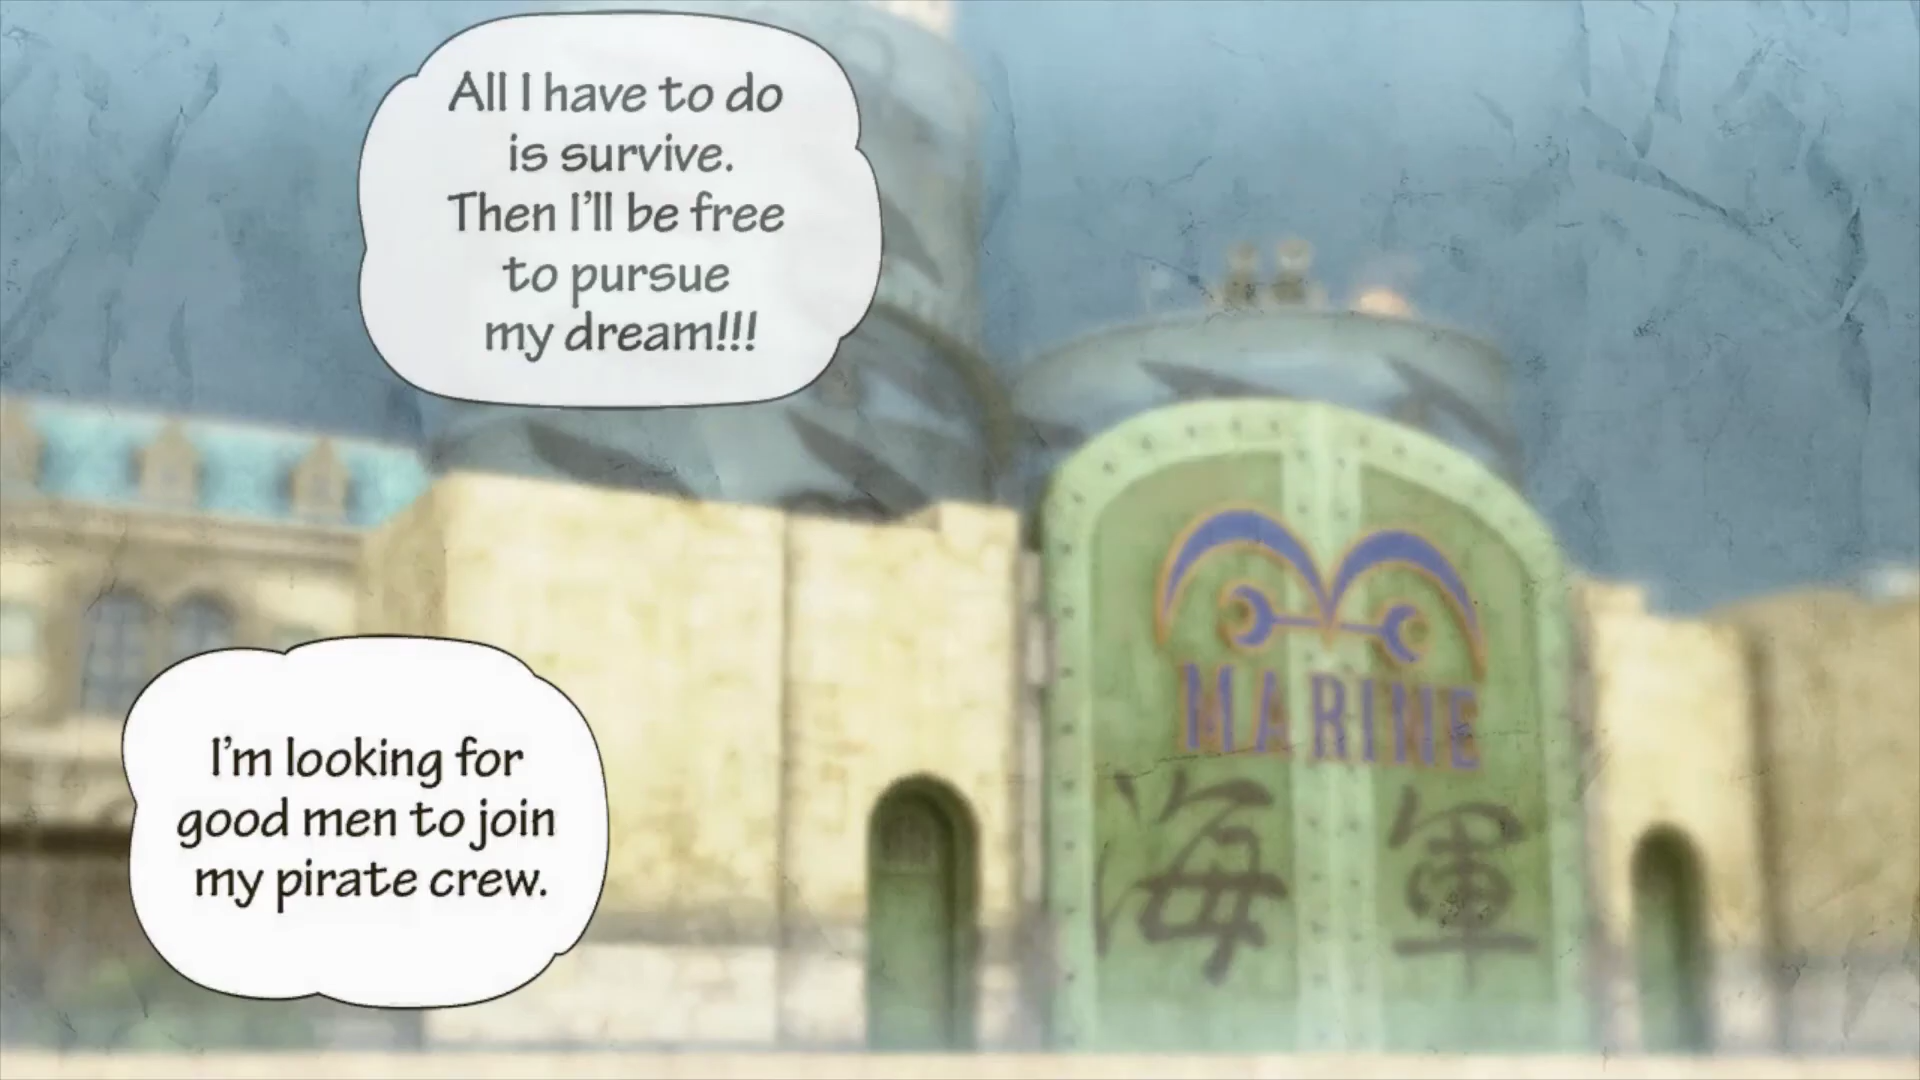 All I have to do
is survive.
Then I'll be free
to pursue
my dream!!!
I'm looking for
good men to join
my pirate crew.
MARINE
海軍